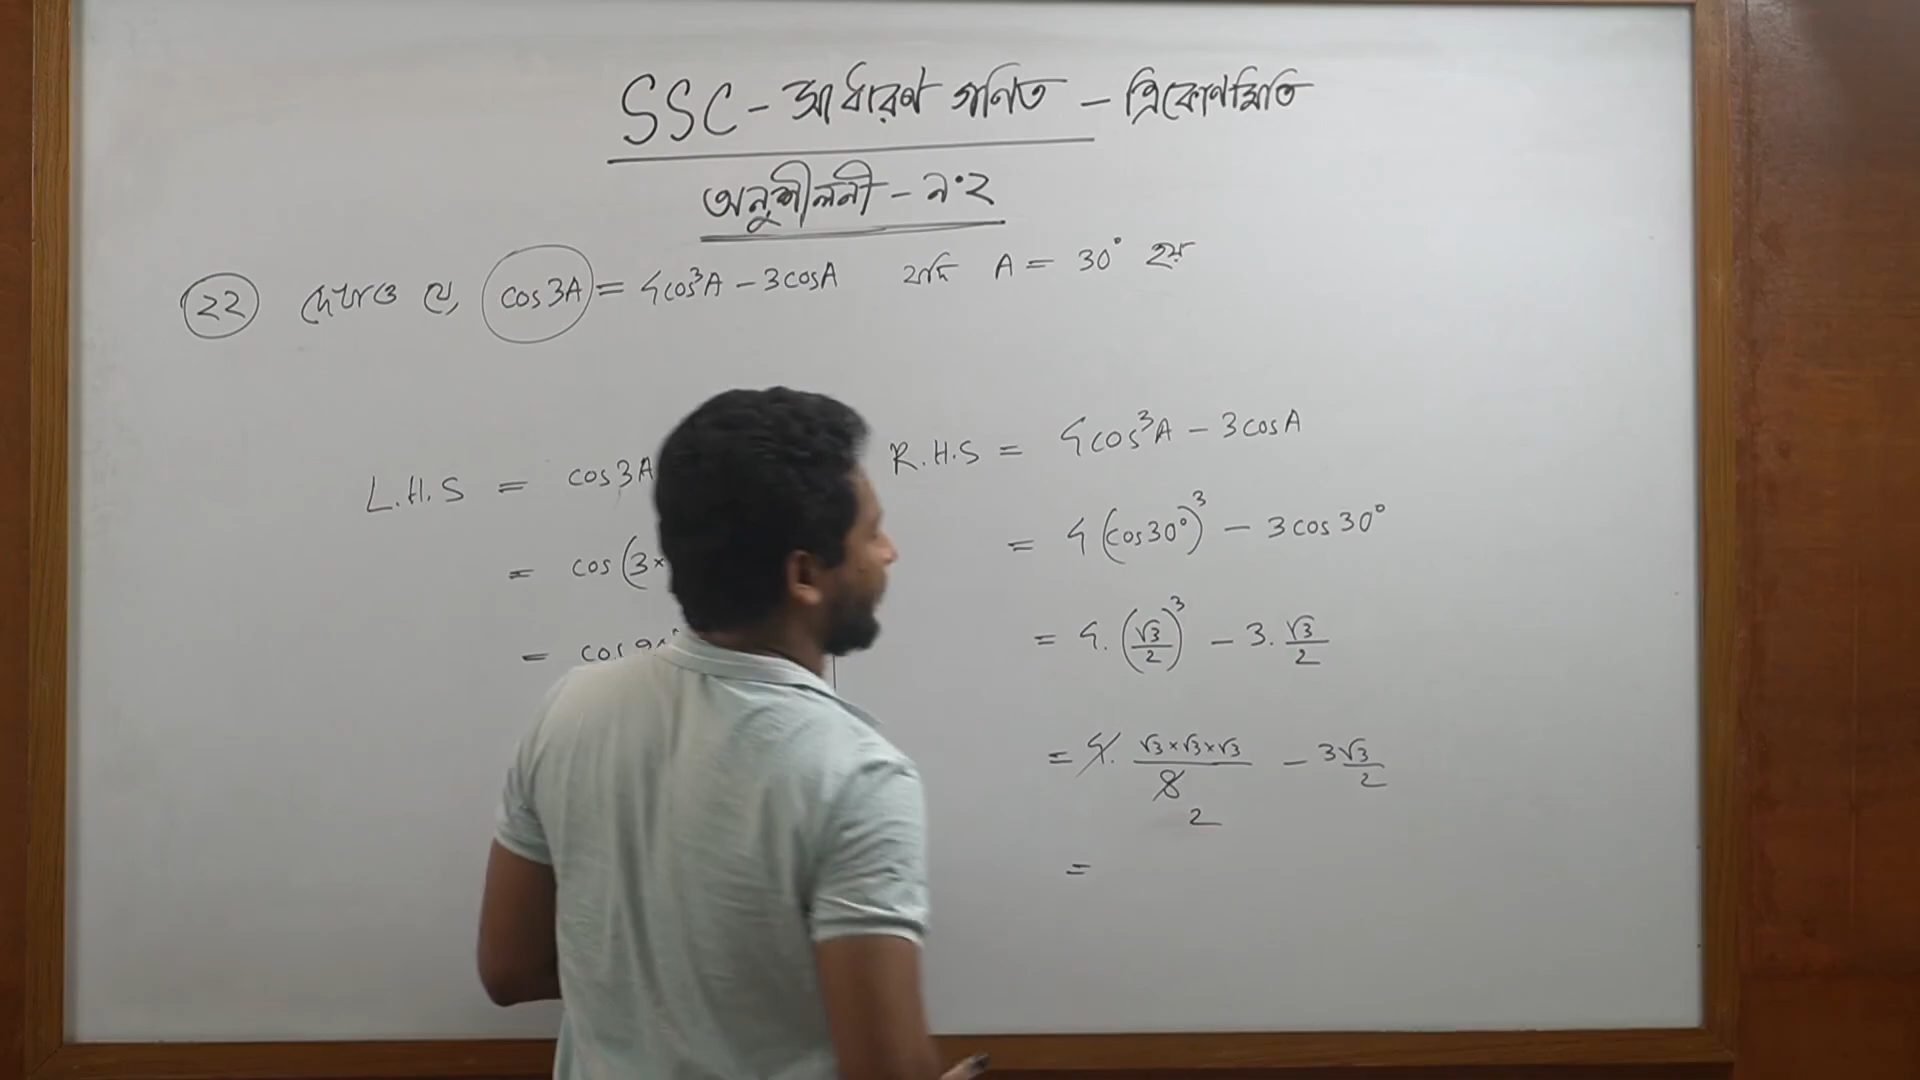 SSC - সাধারণ গণিত - ত্রিকোণমিতি
অনুশীলনী - ৯.২
২২ দেখাও যে, cos3A = 4cos³A - 3cosA যদি A = 30° হয়
L.H.S = cos3A
= cos(3×
= cos 90°
R.H.S = 4cos³A - 3cosA
= 4(cos30°)³ - 3cos30°
= 4.(√3/2)³ - 3.√3/2
= 4. √3×√3×√3/8 - 3√3/2
2
=